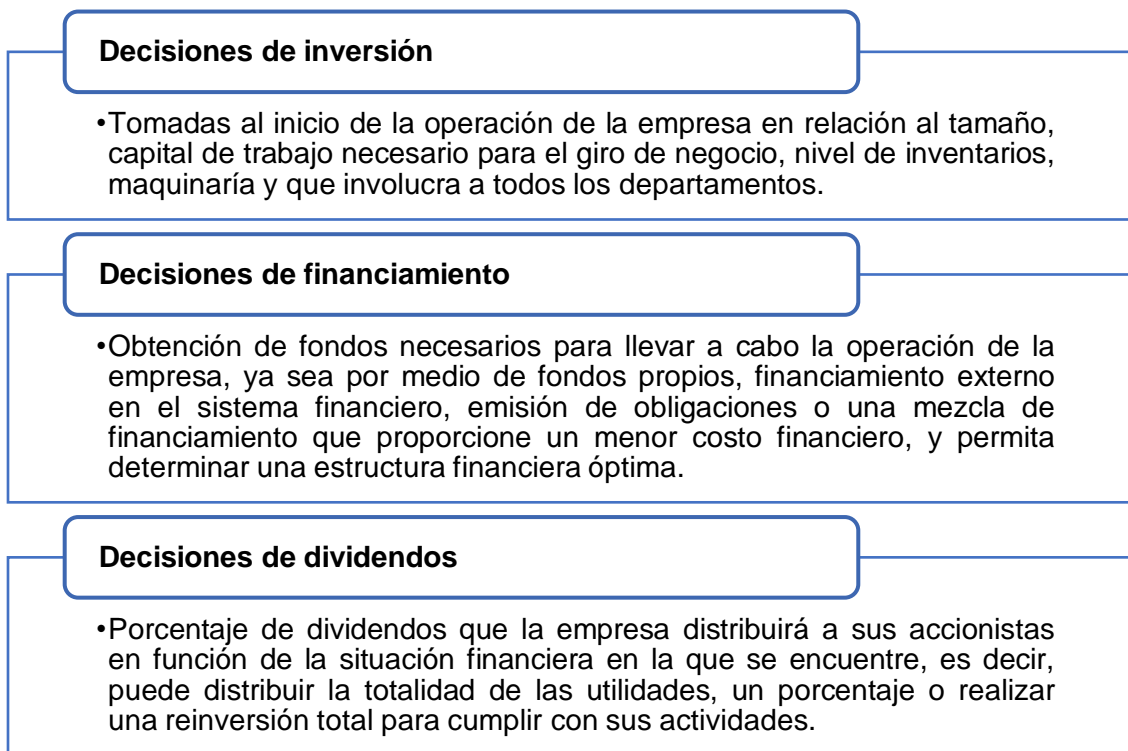 Decisiones de inversión
•Tomadas al inicio de la operación de la empresa en relación al tamaño,
capital de trabajo necesario para el giro de negocio, nivel de inventarios,
maquinaría y que involucra a todos los departamentos.
Decisiones de financiamiento
•Obtención de fondos necesarios para llevar a cabo la operación de la
empresa, ya sea por medio de fondos propios, financiamiento externo
en el sistema financiero, emisión de obligaciones o una mezcla de
financiamiento que proporcione un menor costo financiero, y permita
determinar una estructura financiera óptima.
Decisiones de dividendos
•Porcentaje de dividendos que la empresa distribuirá a sus accionistas
en función de la situación financiera en la que se encuentre, es decir,
puede distribuir la totalidad de las utilidades, un porcentaje o realizar
una reinversión total para cumplir con sus actividades.